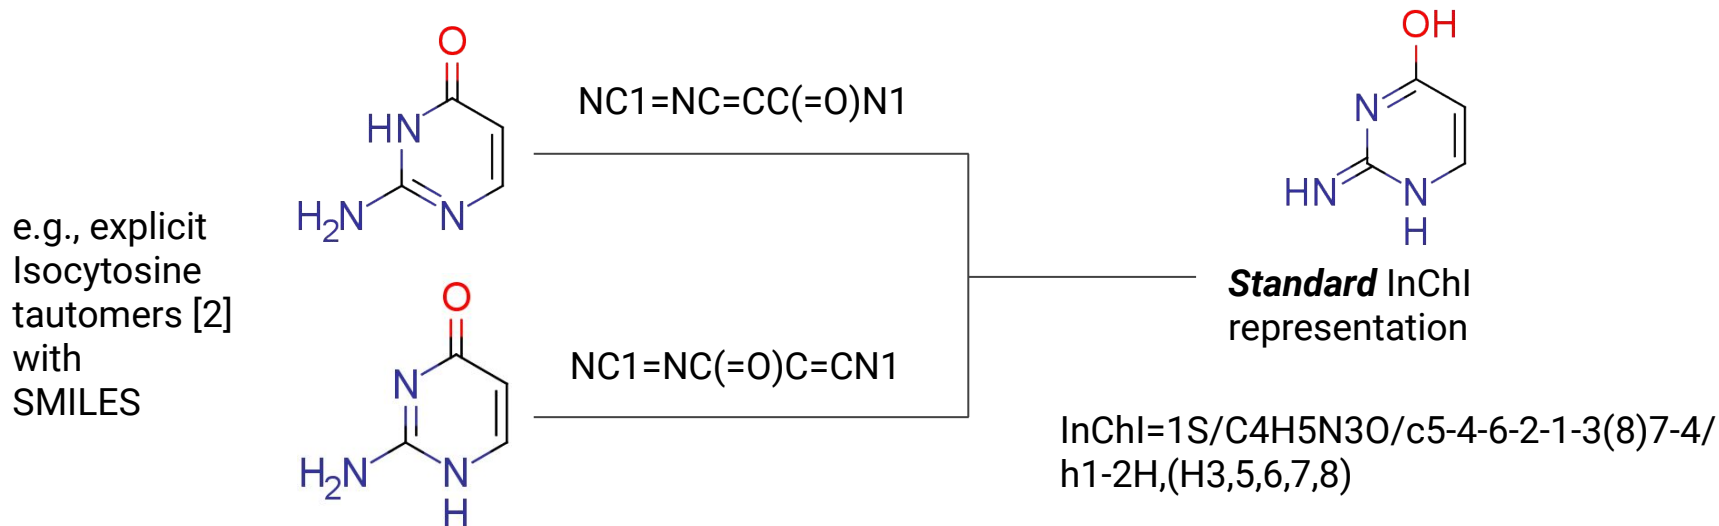 e.g., explicit
Isocytosine
tautomers [2]
with
SMILES
O
HN
H2N
N
NC1=NC=CC(=O)N1
O
N
H2N
N
H
NC1=NC(=O)C=CN1
OH
N
HN
N
H
Standard InChI
representation
InChI=1S/C4H5N3O/c5-4-6-2-1-3(8)7-4/
h1-2H,(H3,5,6,7,8)